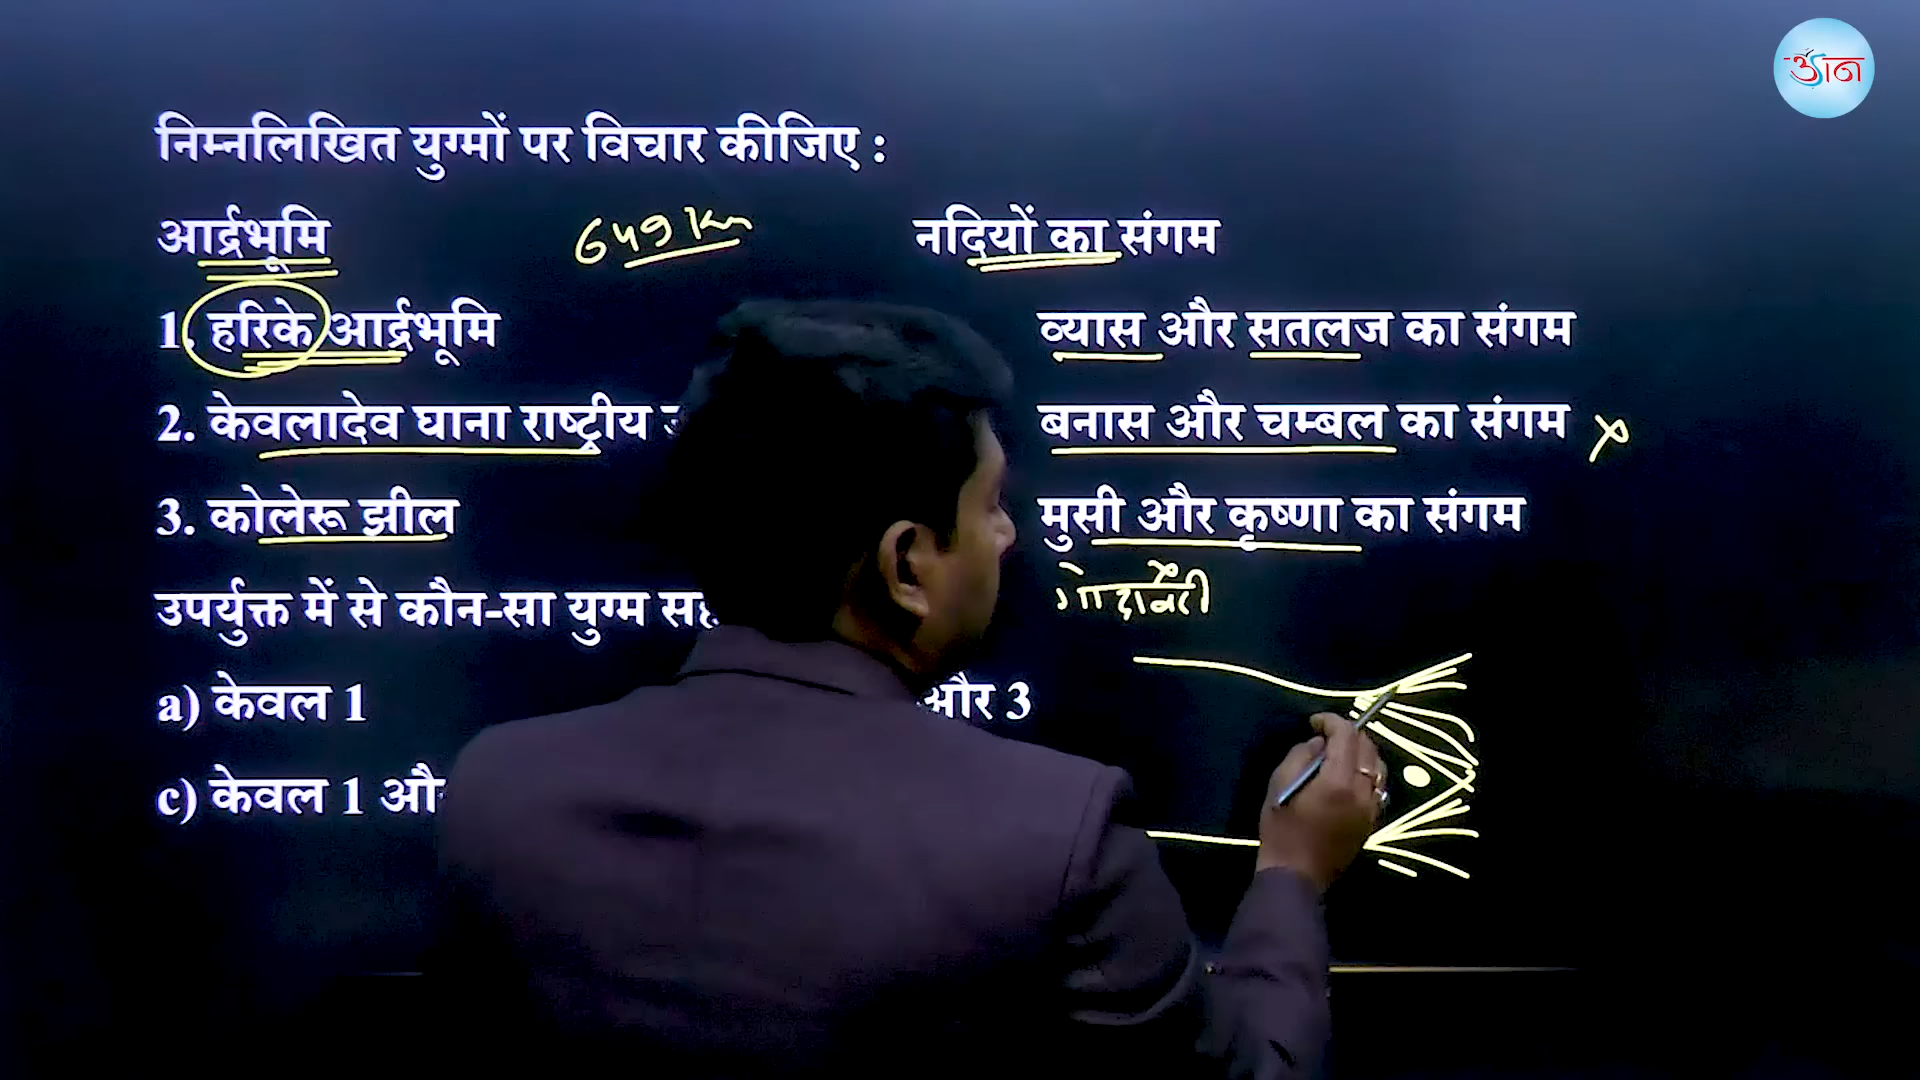 ज्ञान
निम्नलिखित युग्मों पर विचार कीजिए :
आर्द्रभूमि 649 km नदियों का संगम
1. हरिके आर्द्रभूमि व्यास और सतलज का संगम
2. केवलादेव घाना राष्ट्रीय बनास और चम्बल का संगम ×
3. कोलेरू झील मुसी और कृष्णा का संगम
गोदावरी
उपर्युक्त में से कौन-सा युग्म
a) केवल 1 और 3
c) केवल 1